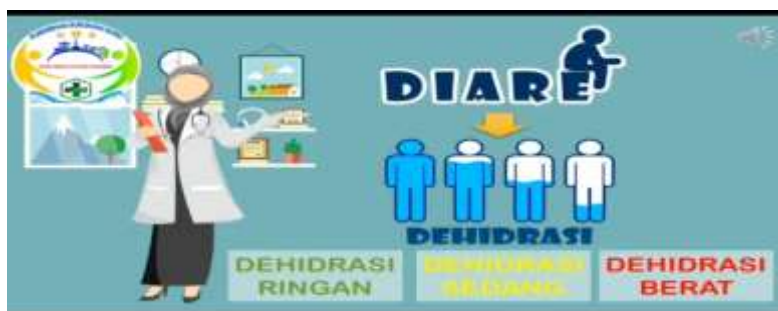 DIARE
DEHIDRASI
DEHIDRASI
RINGAN
DEHIDRASI
SEDANG
DEHIDRASI
BERAT